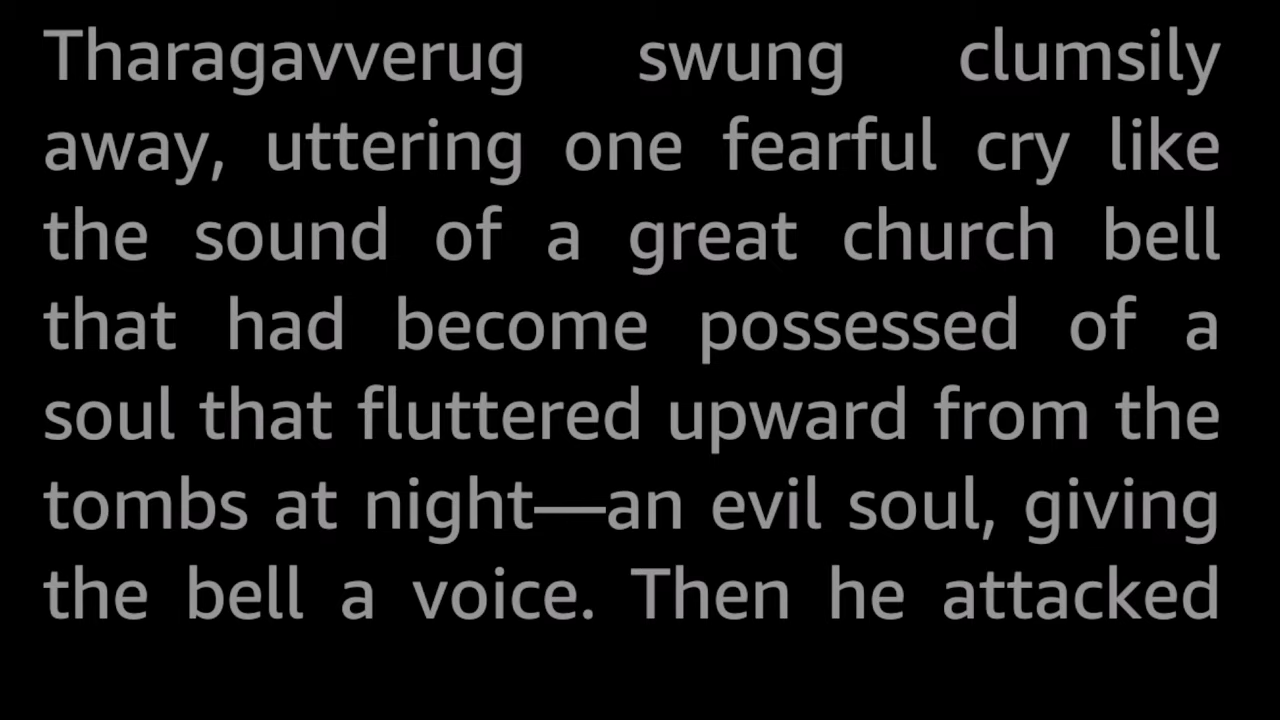 Tharagavverug swung clumsily
away, uttering one fearful cry like
the sound of a great church bell
that had become possessed of a
soul that fluttered upward from the
tombs at night—an evil soul, giving
the bell a voice. Then he attacked